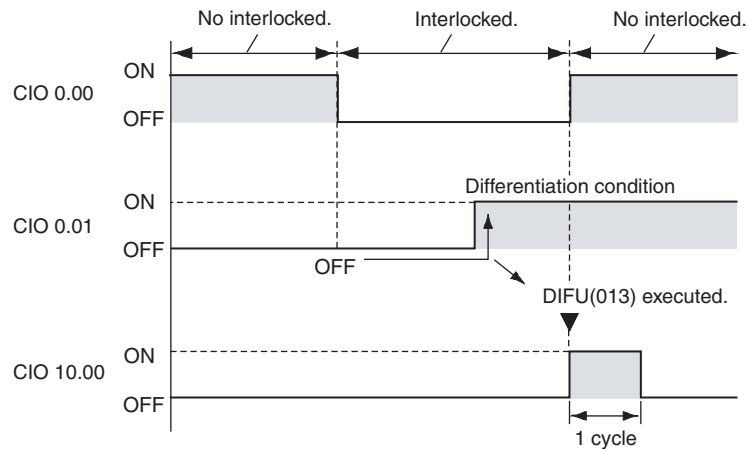 No interlocked. Interlocked. No interlocked.
ON
CIO 0.00
OFF
Differentiation condition
ON
CIO 0.01
OFF
OFF
DIFU(013) executed.
ON
CIO 10.00
OFF
1 cycle